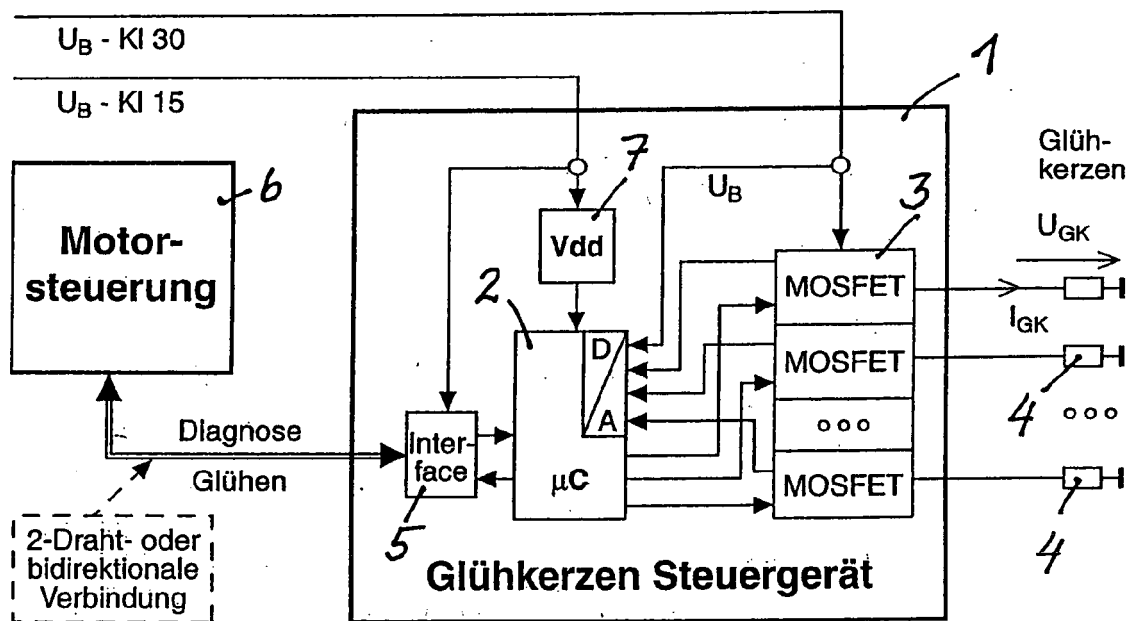 U_B - Kl 30
U_B - Kl 15
1
6
Motor-
steuerung
7
Vdd
U_B
3
Glüh-
kerzen
U_GK
I_GK
MOSFET
MOSFET
ooo
MOSFET
4
ooo
4
2
D
A
µC
Inter-
face
5
Diagnose
Glühen
2-Draht- oder
bidirektionale
Verbindung
Glühkerzen Steuergerät